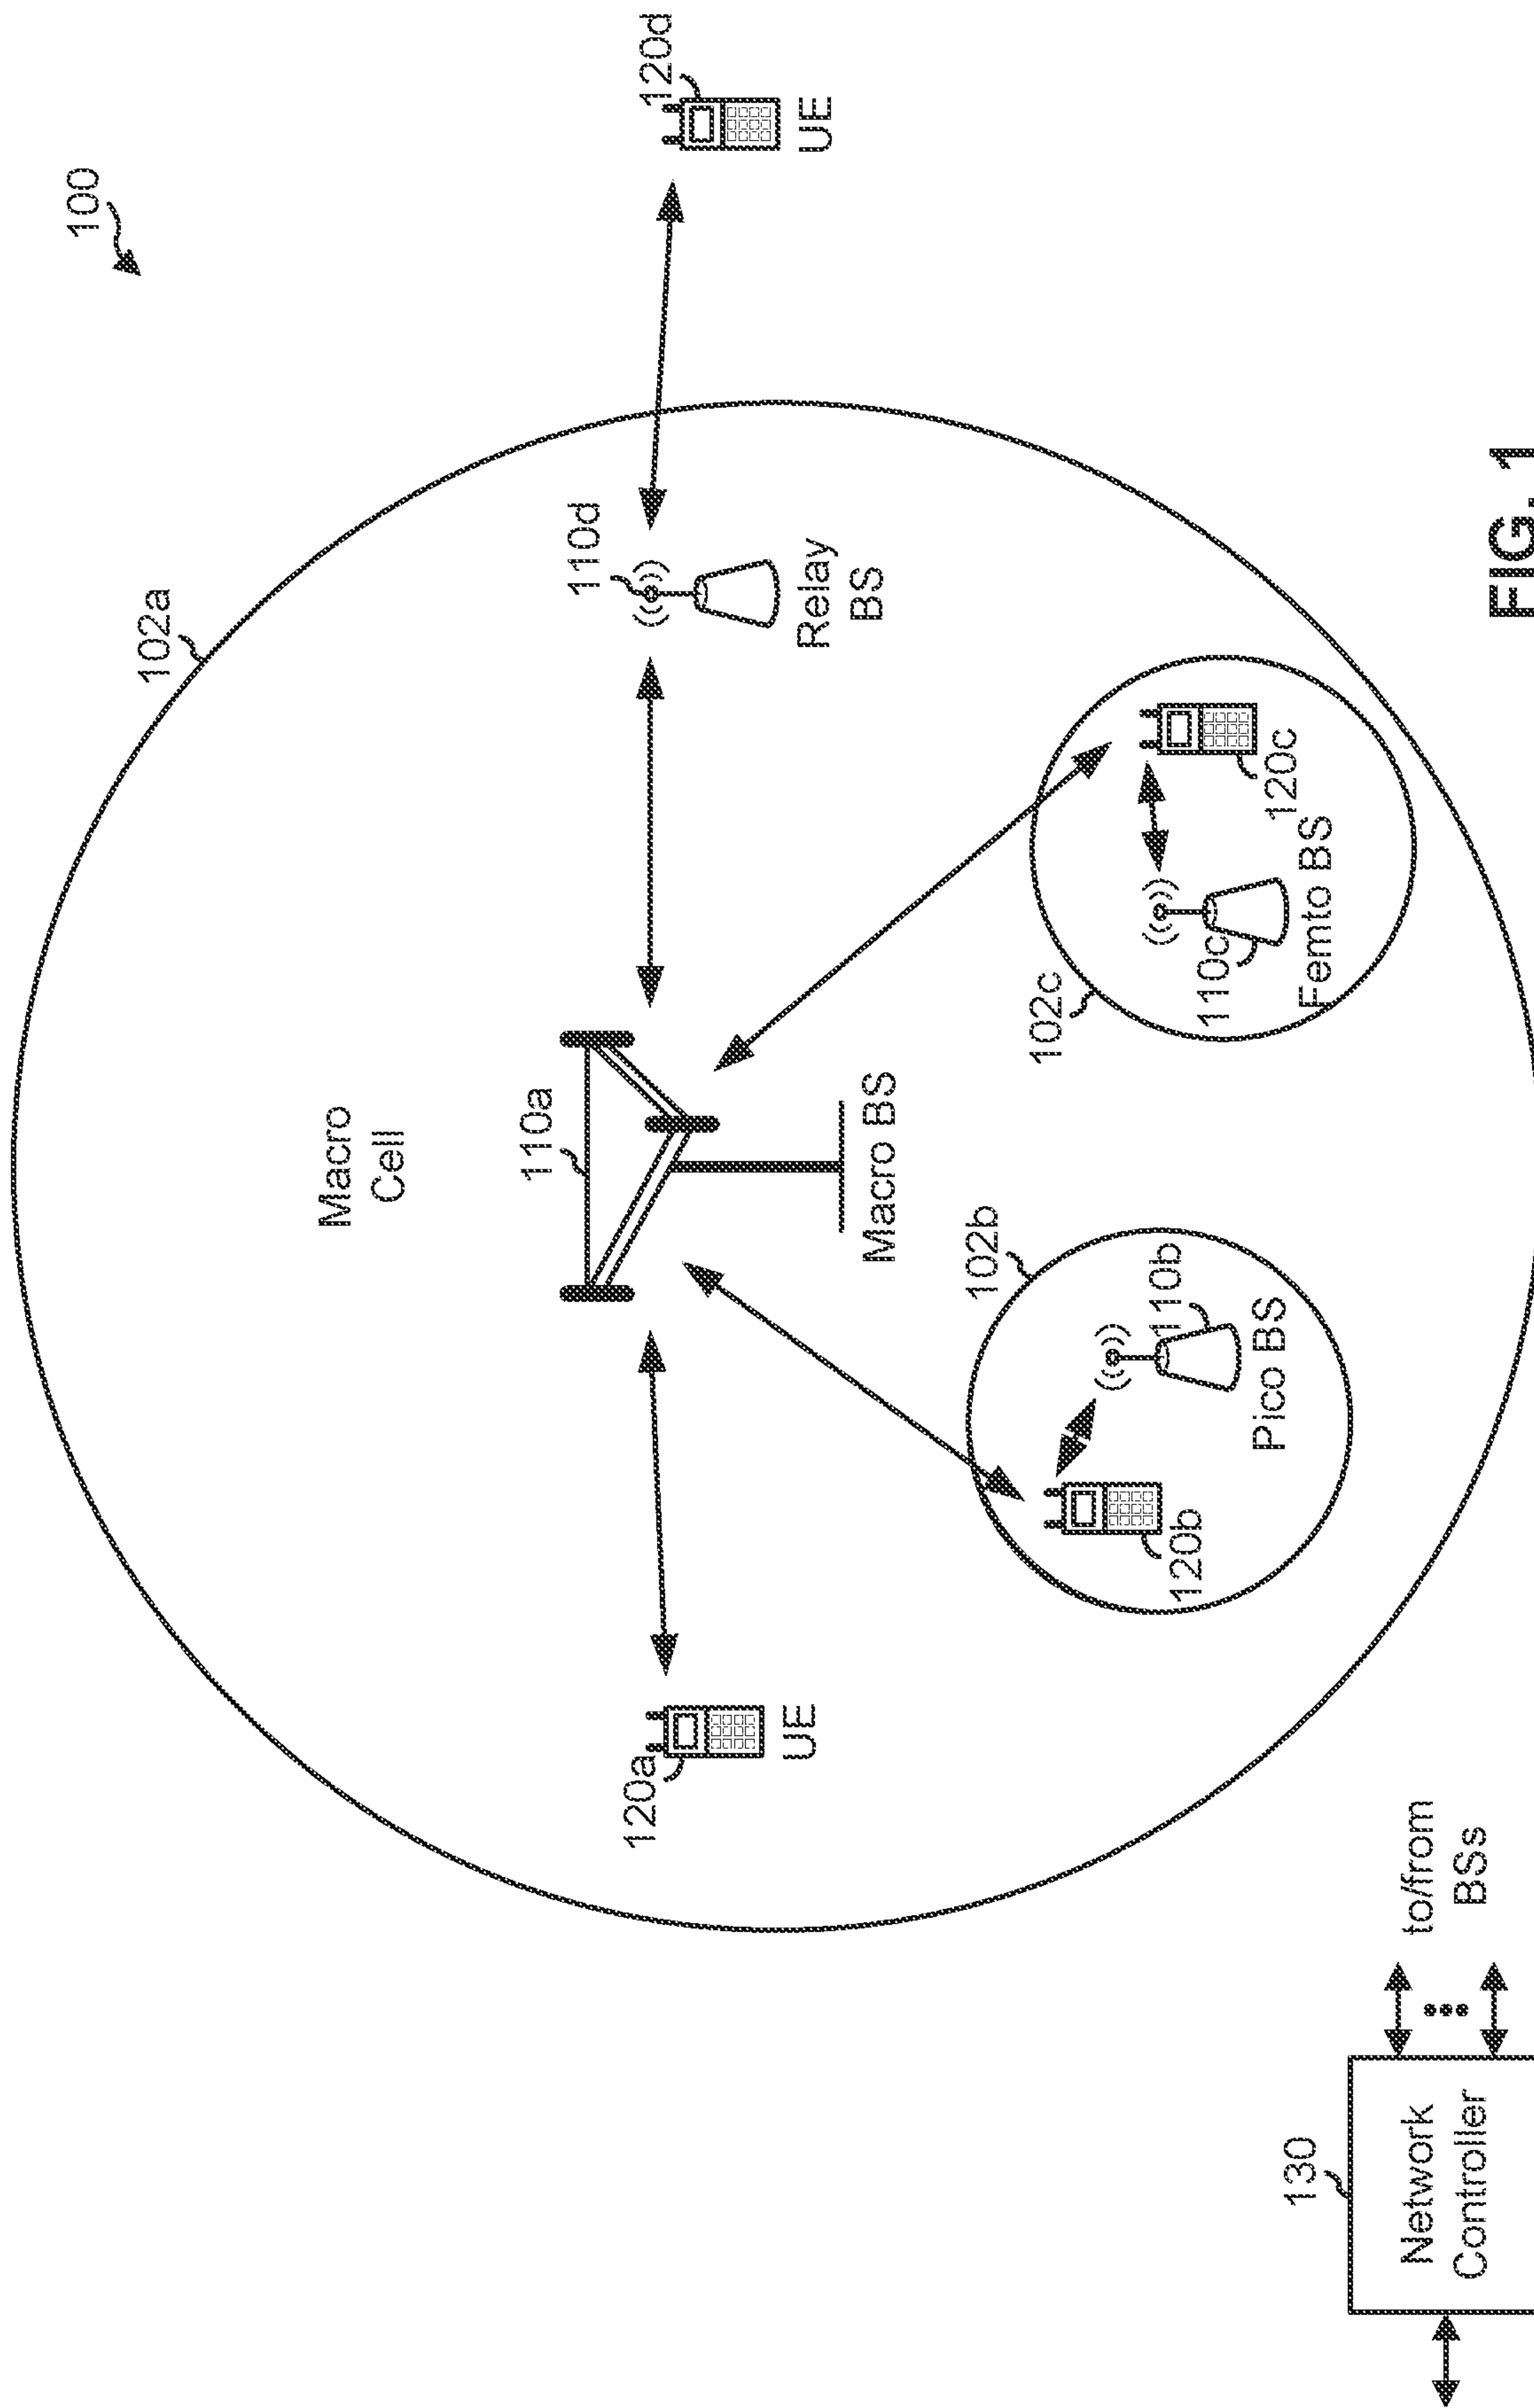 100
102a
Macro
Cell
110a
Macro BS
110d
Relay
BS
120d
UE
120a
UE
102b
110b
Pico BS
120b
102c
110c
Femto BS
120c
130
Network
Controller
to/from
BSs
FIG. 1